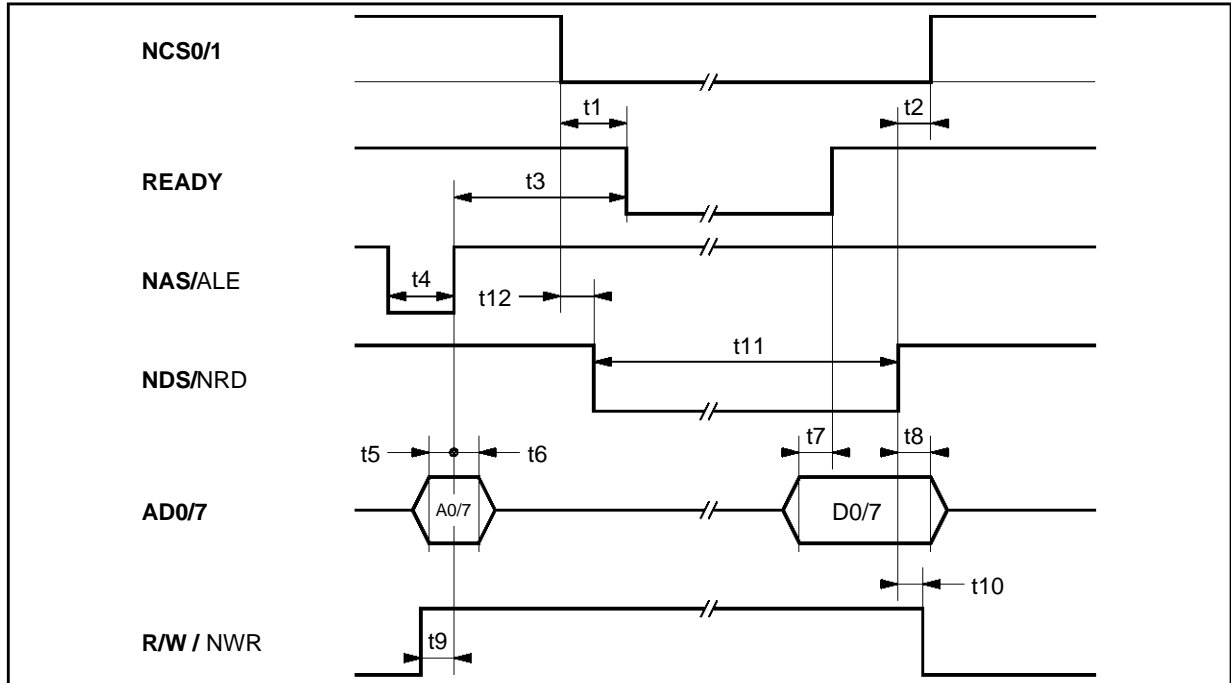 NCS0/1
t1
t2
READY
t3
NAS/ALE
t4
t12
NDS/NRD
t11
t5
t6
t7
t8
AD0/7
A0/7
D0/7
t10
R/W / NWR
t9